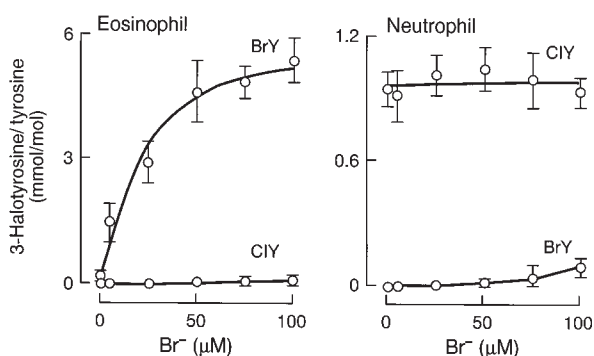 3-Halotyrosine/tyrosine
(mmol/mol)
Eosinophil
6
3
0
BrY
ClY
0 50 100
Br⁻ (μM)
Neutrophil
1.2
0.6
0
ClY
BrY
0 50 100
Br⁻ (μM)